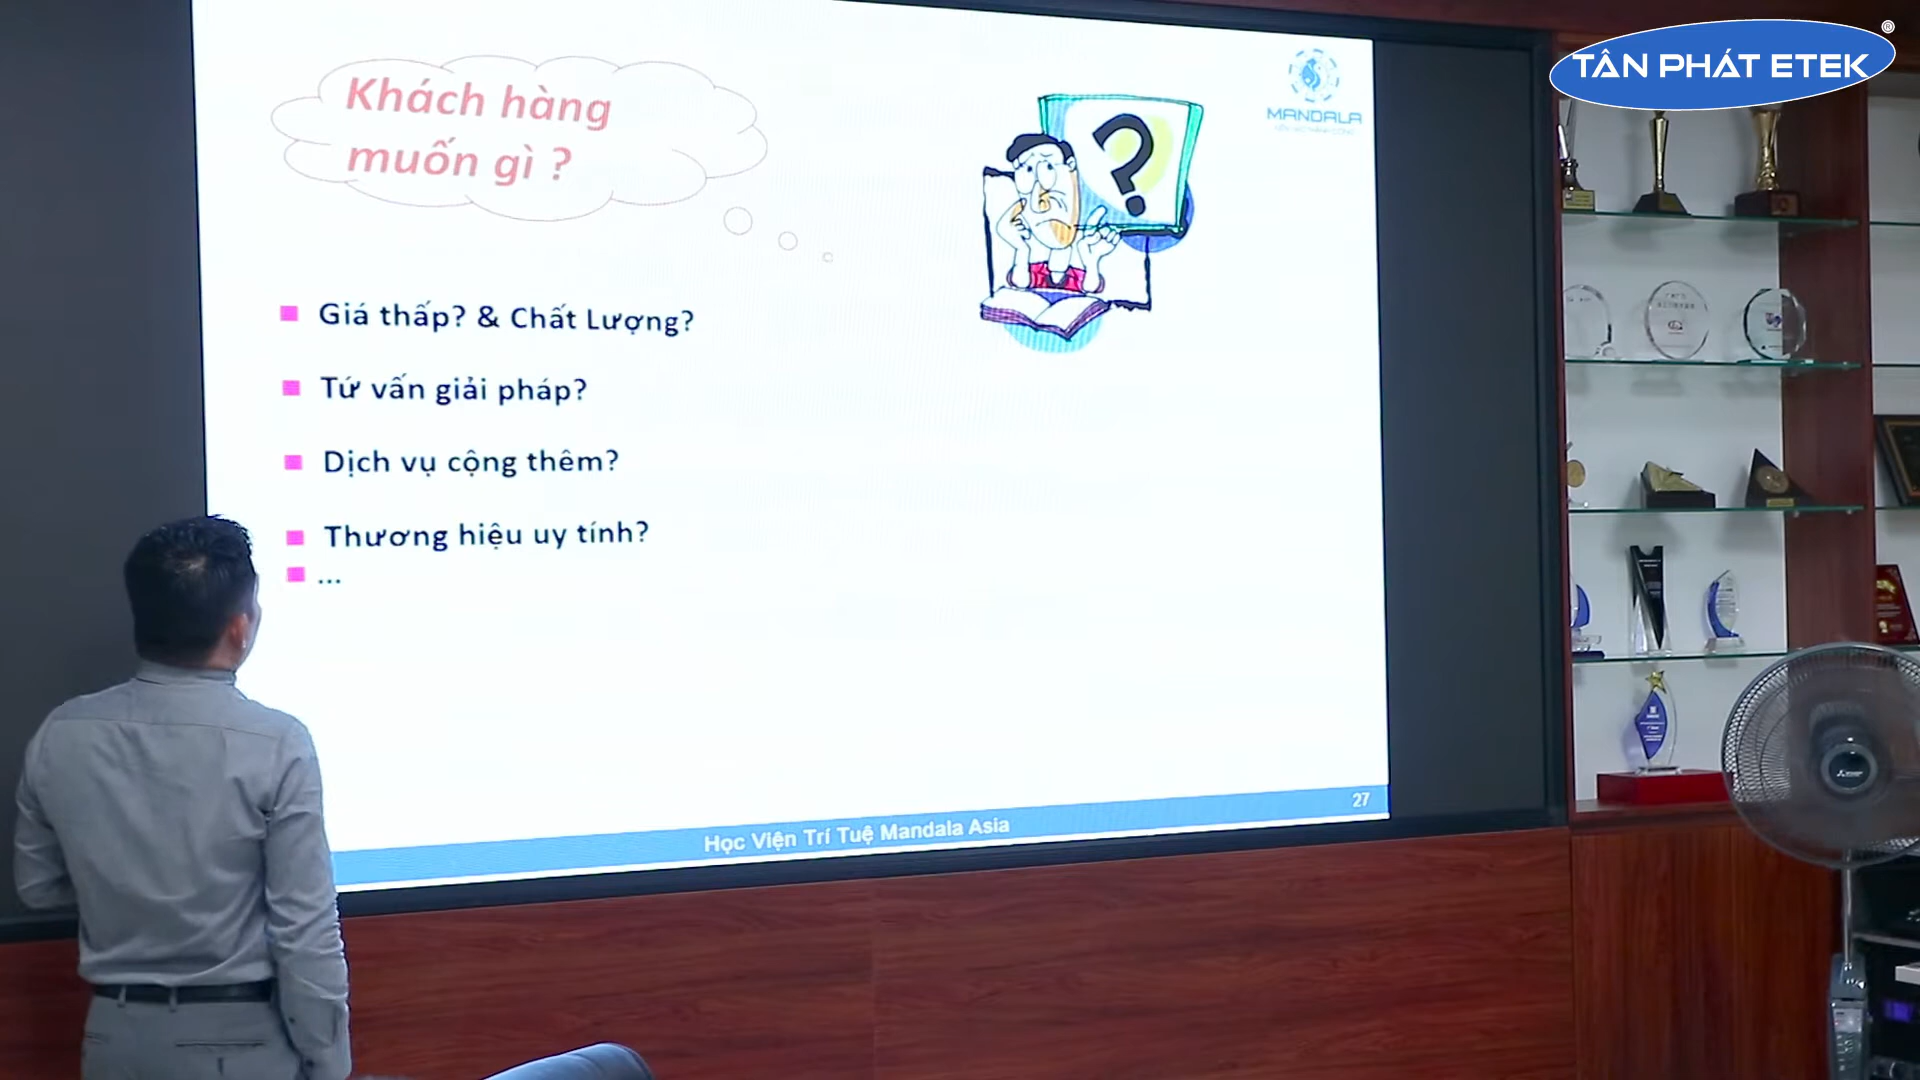 TÂN PHÁT ETEK
®
Khách hàng
muốn gì ?
?
MANDALA
Giá thấp? & Chất Lượng?
Tứ vấn giải pháp?
Dịch vụ cộng thêm?
Thương hiệu uy tính?
...
27
Học Viện Trí Tuệ Mandala Asia